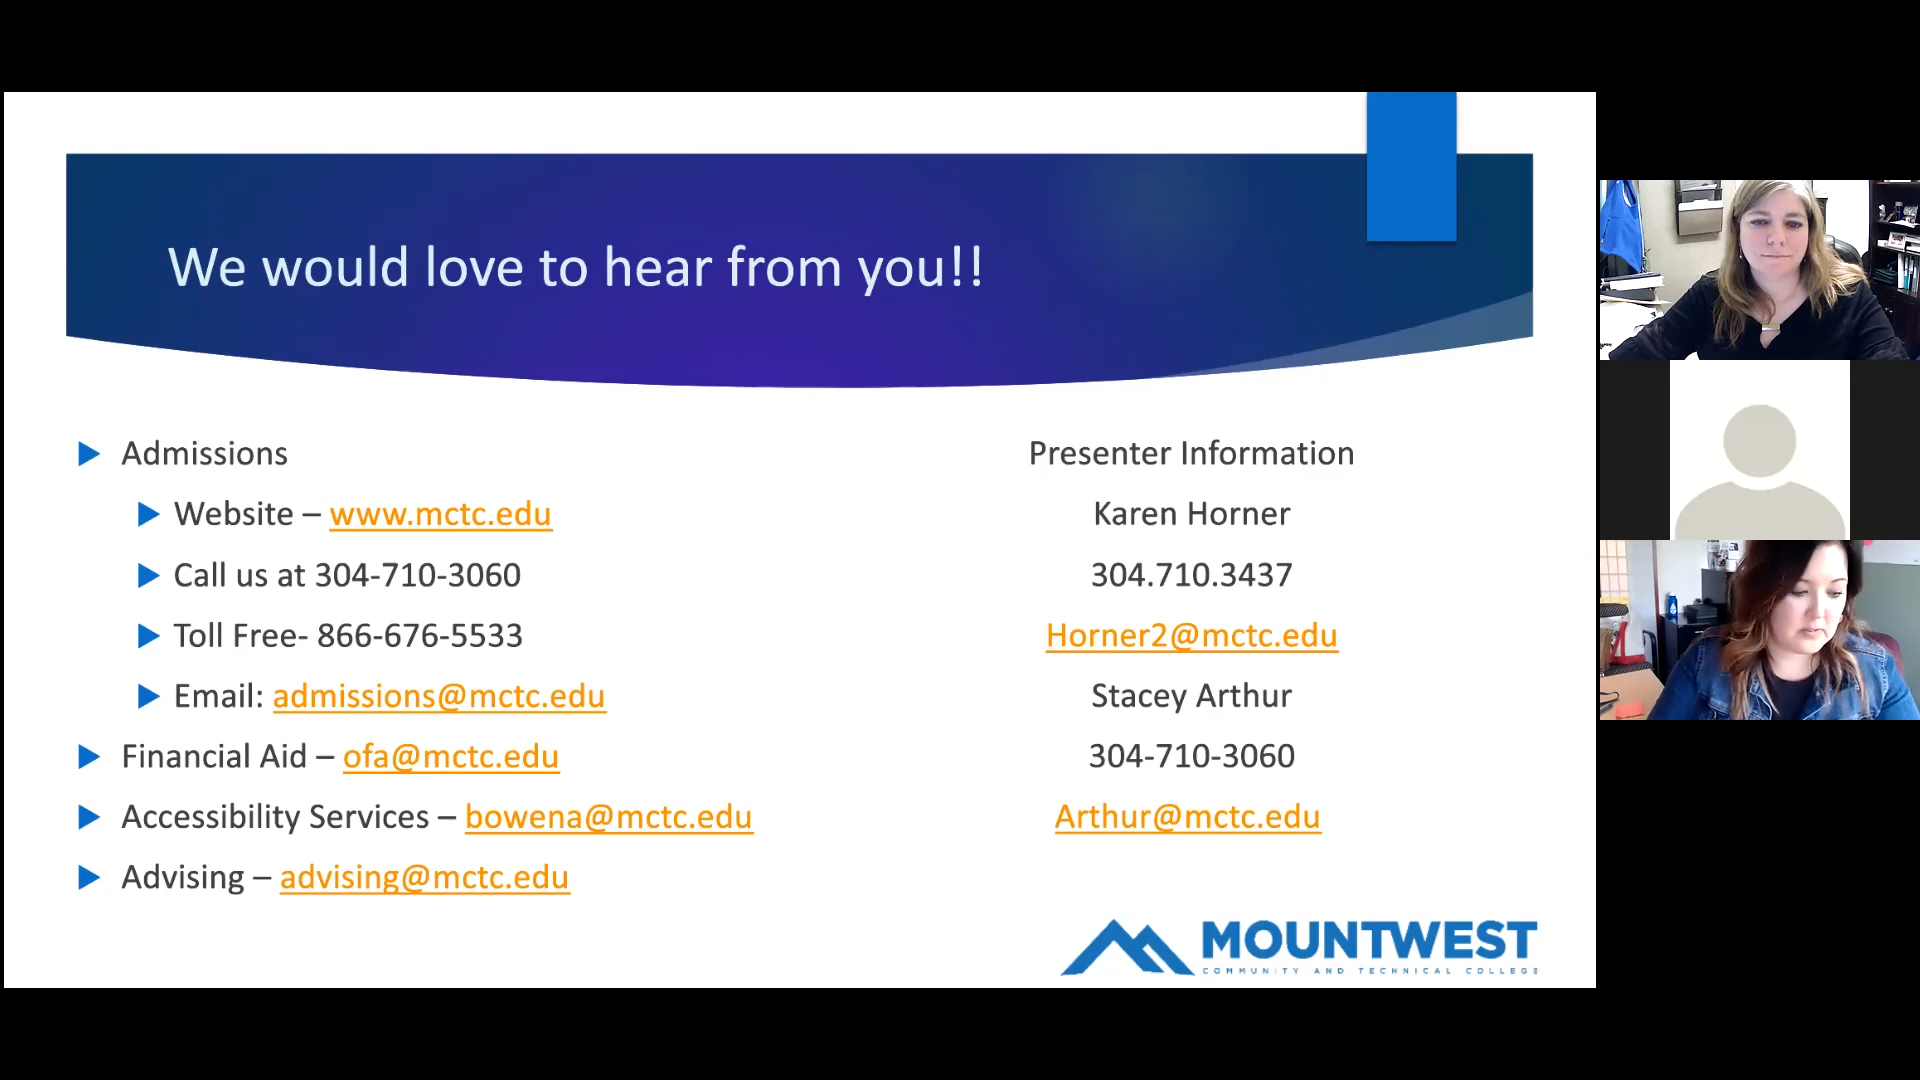 We would love to hear from you!!
Admissions
Website – www.mctc.edu
Call us at 304-710-3060
Toll Free- 866-676-5533
Email: admissions@mctc.edu
Financial Aid – ofa@mctc.edu
Accessibility Services – bowena@mctc.edu
Advising – advising@mctc.edu
Presenter Information
Karen Horner
304.710.3437
Horner2@mctc.edu
Stacey Arthur
304-710-3060
Arthur@mctc.edu
MOUNTWEST
COMMUNITY AND TECHNICAL COLLEGE